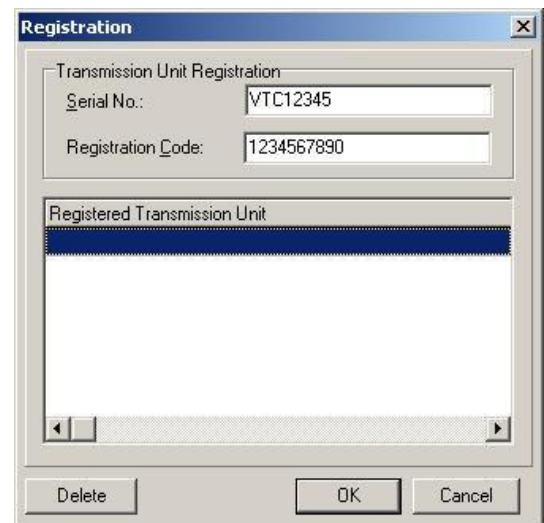 Registration
Transmission Unit Registration
Serial No.: VTC12345
Registration Code: 1234567890
Registered Transmission Unit
Delete OK Cancel